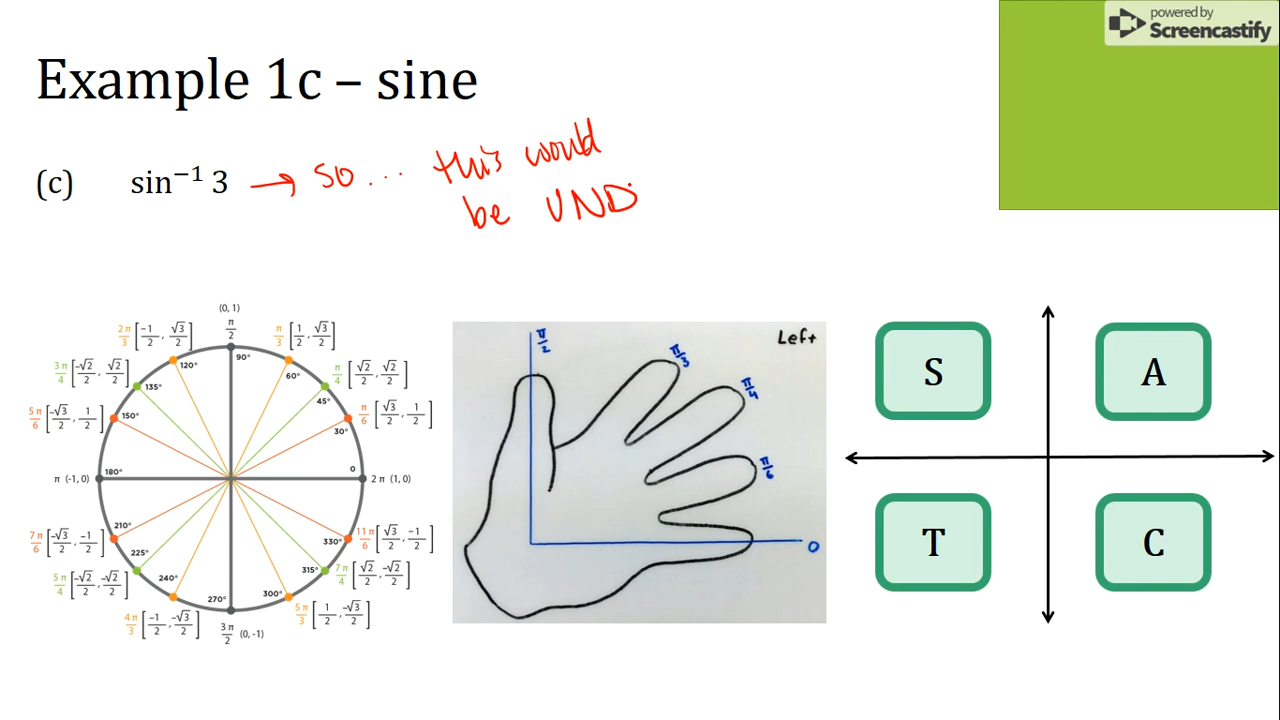 powered by
Screencastify
Example 1c – sine
(c) sin⁻¹ 3 → so... this would
be UND
(0, 1)
π/2
90°
2π/3 [-1/2, √3/2]
120°
π/3 [1/2, √3/2]
60°
3π/4 [-√2/2, √2/2]
135°
π/4 [√2/2, √2/2]
45°
5π/6 [-√3/2, 1/2]
150°
π/6 [√3/2, 1/2]
30°
π (-1, 0)
180°
0
2π (1, 0)
7π/6 [-√3/2, -1/2]
210°
330°
11π/6 [√3/2, -1/2]
225°
5π/4 [-√2/2, -√2/2]
315°
7π/4 [√2/2, -√2/2]
240°
4π/3 [-1/2, -√3/2]
300°
5π/3 [1/2, -√3/2]
270°
3π/2 (0, -1)
Left
π/2
π/3
π/6
0
S
A
T
C